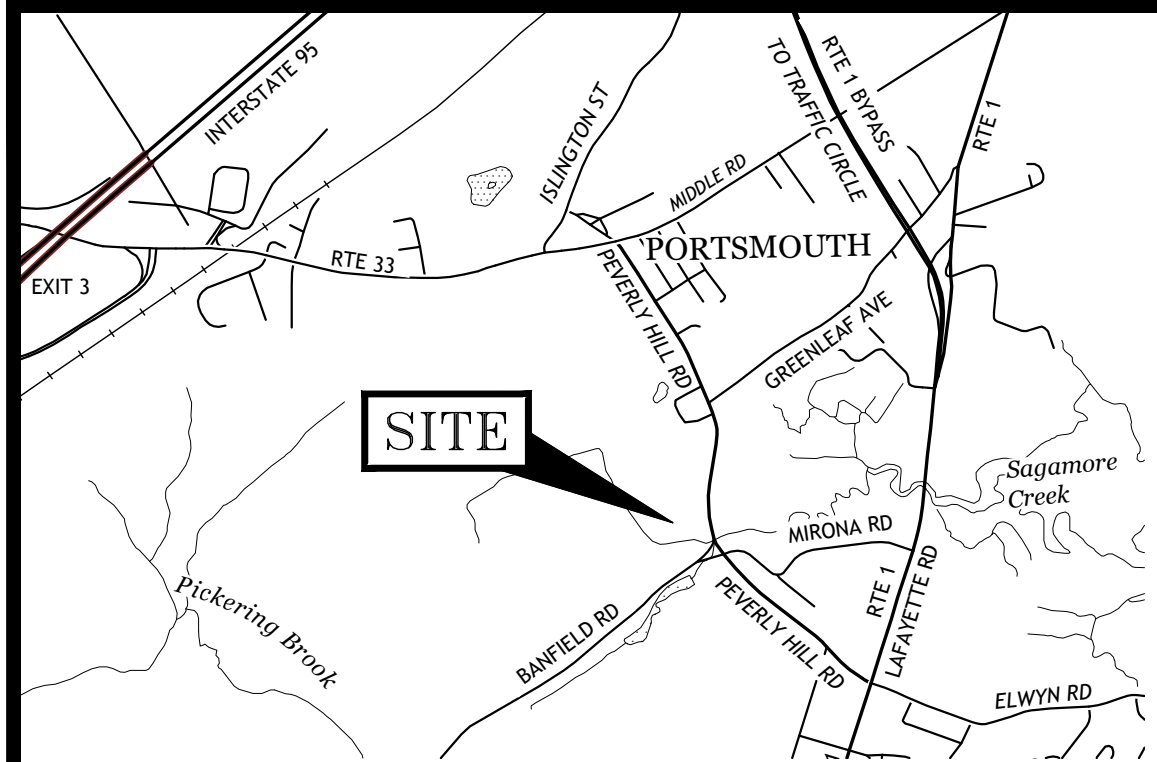 INTERSTATE 95
ISLINGTON ST
TO TRAFFIC CIRCLE
RTE 1 BYPASS
RTE 1
MIDDLE RD
PORTSMOUTH
RTE 33
EXIT 3
PEVERLY HILL RD
GREENLEAF AVE
SITE
Sagamore
Creek
MIRONA RD
Pickering Brook
BANFIELD RD
PEVERLY HILL RD
RTE 1
LAFAYETTE RD
ELWYN RD